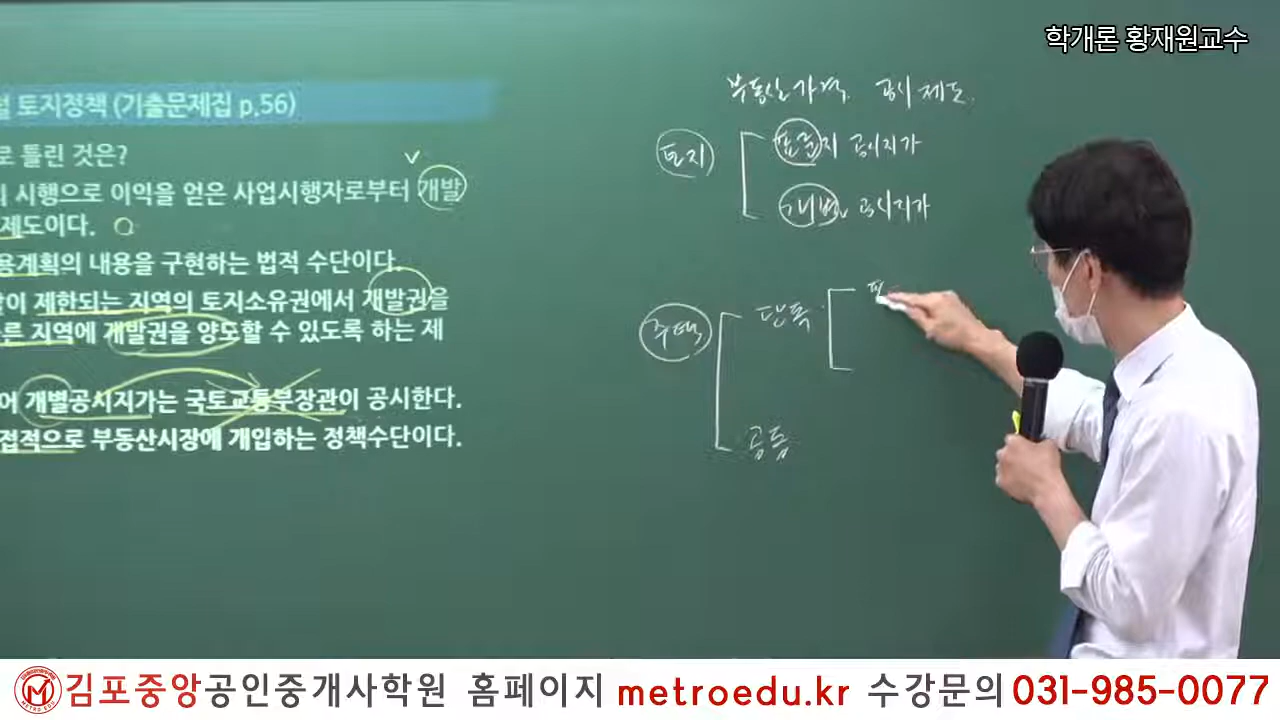 학개론 황재원교수
설 토지정책 (기출문제집 p.56)
로 틀린 것은?
의 시행으로 이익을 얻은 사업시행자로부터 개발
제도이다.
용계획의 내용을 구현하는 법적 수단이다.
발이 제한되는 지역의 토지소유권에서 재발권을
른 지역에 개발권을 양도할 수 있도록 하는 제
어 개별공시지가는 국토교통부장관이 공시한다.
접적으로 부동산시장에 개입하는 정책수단이다.
부동산가격 공시제도.
토지
표준지 공시지가
개별 공시지가
주택
단독
표
공동
김포중앙공인중개사학원 홈페이지 metroedu.kr 수강문의 031-985-0077
METRO EDU